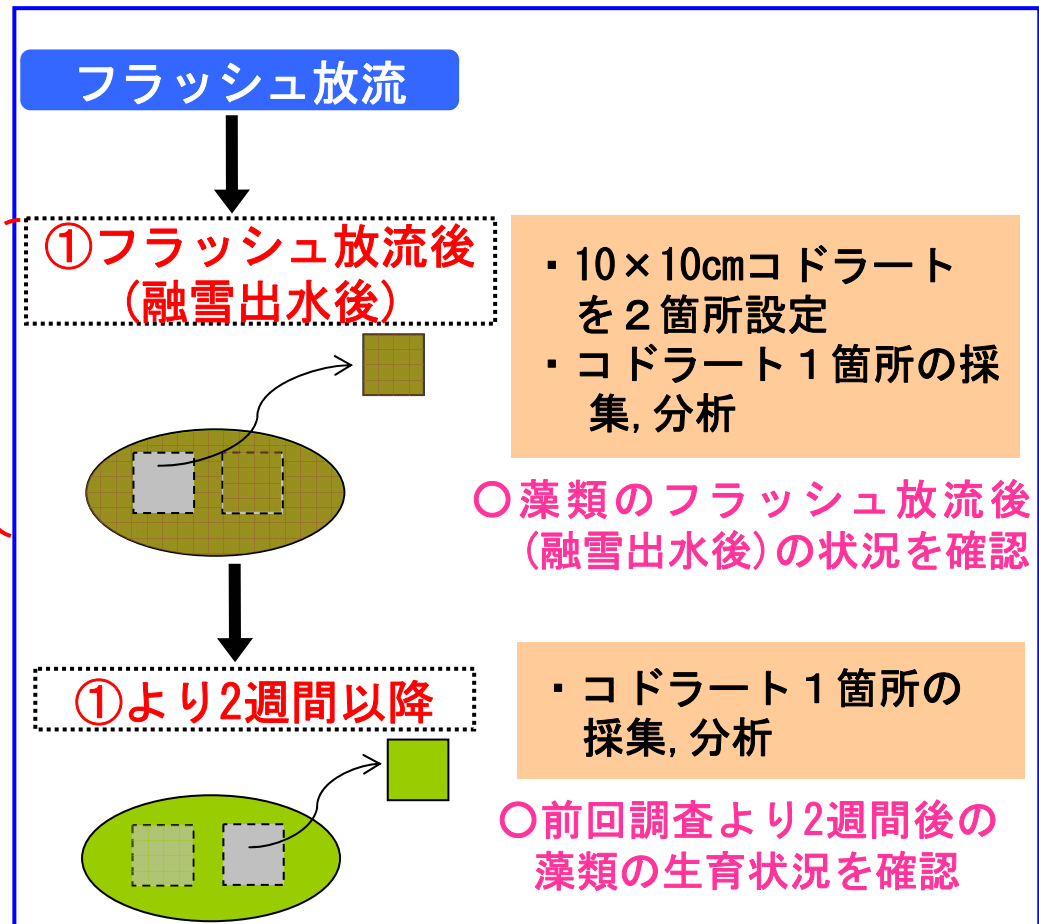 フラッシュ放流
①フラッシュ放流後
(融雪出水後)
・10×10cmコドラート
を２箇所設定
・コドラート１箇所の採
集,分析
○藻類のフラッシュ放流後
(融雪出水後)の状況を確認
①より2週間以降
・コドラート１箇所の
採集,分析
○前回調査より2週間後の
藻類の生育状況を確認